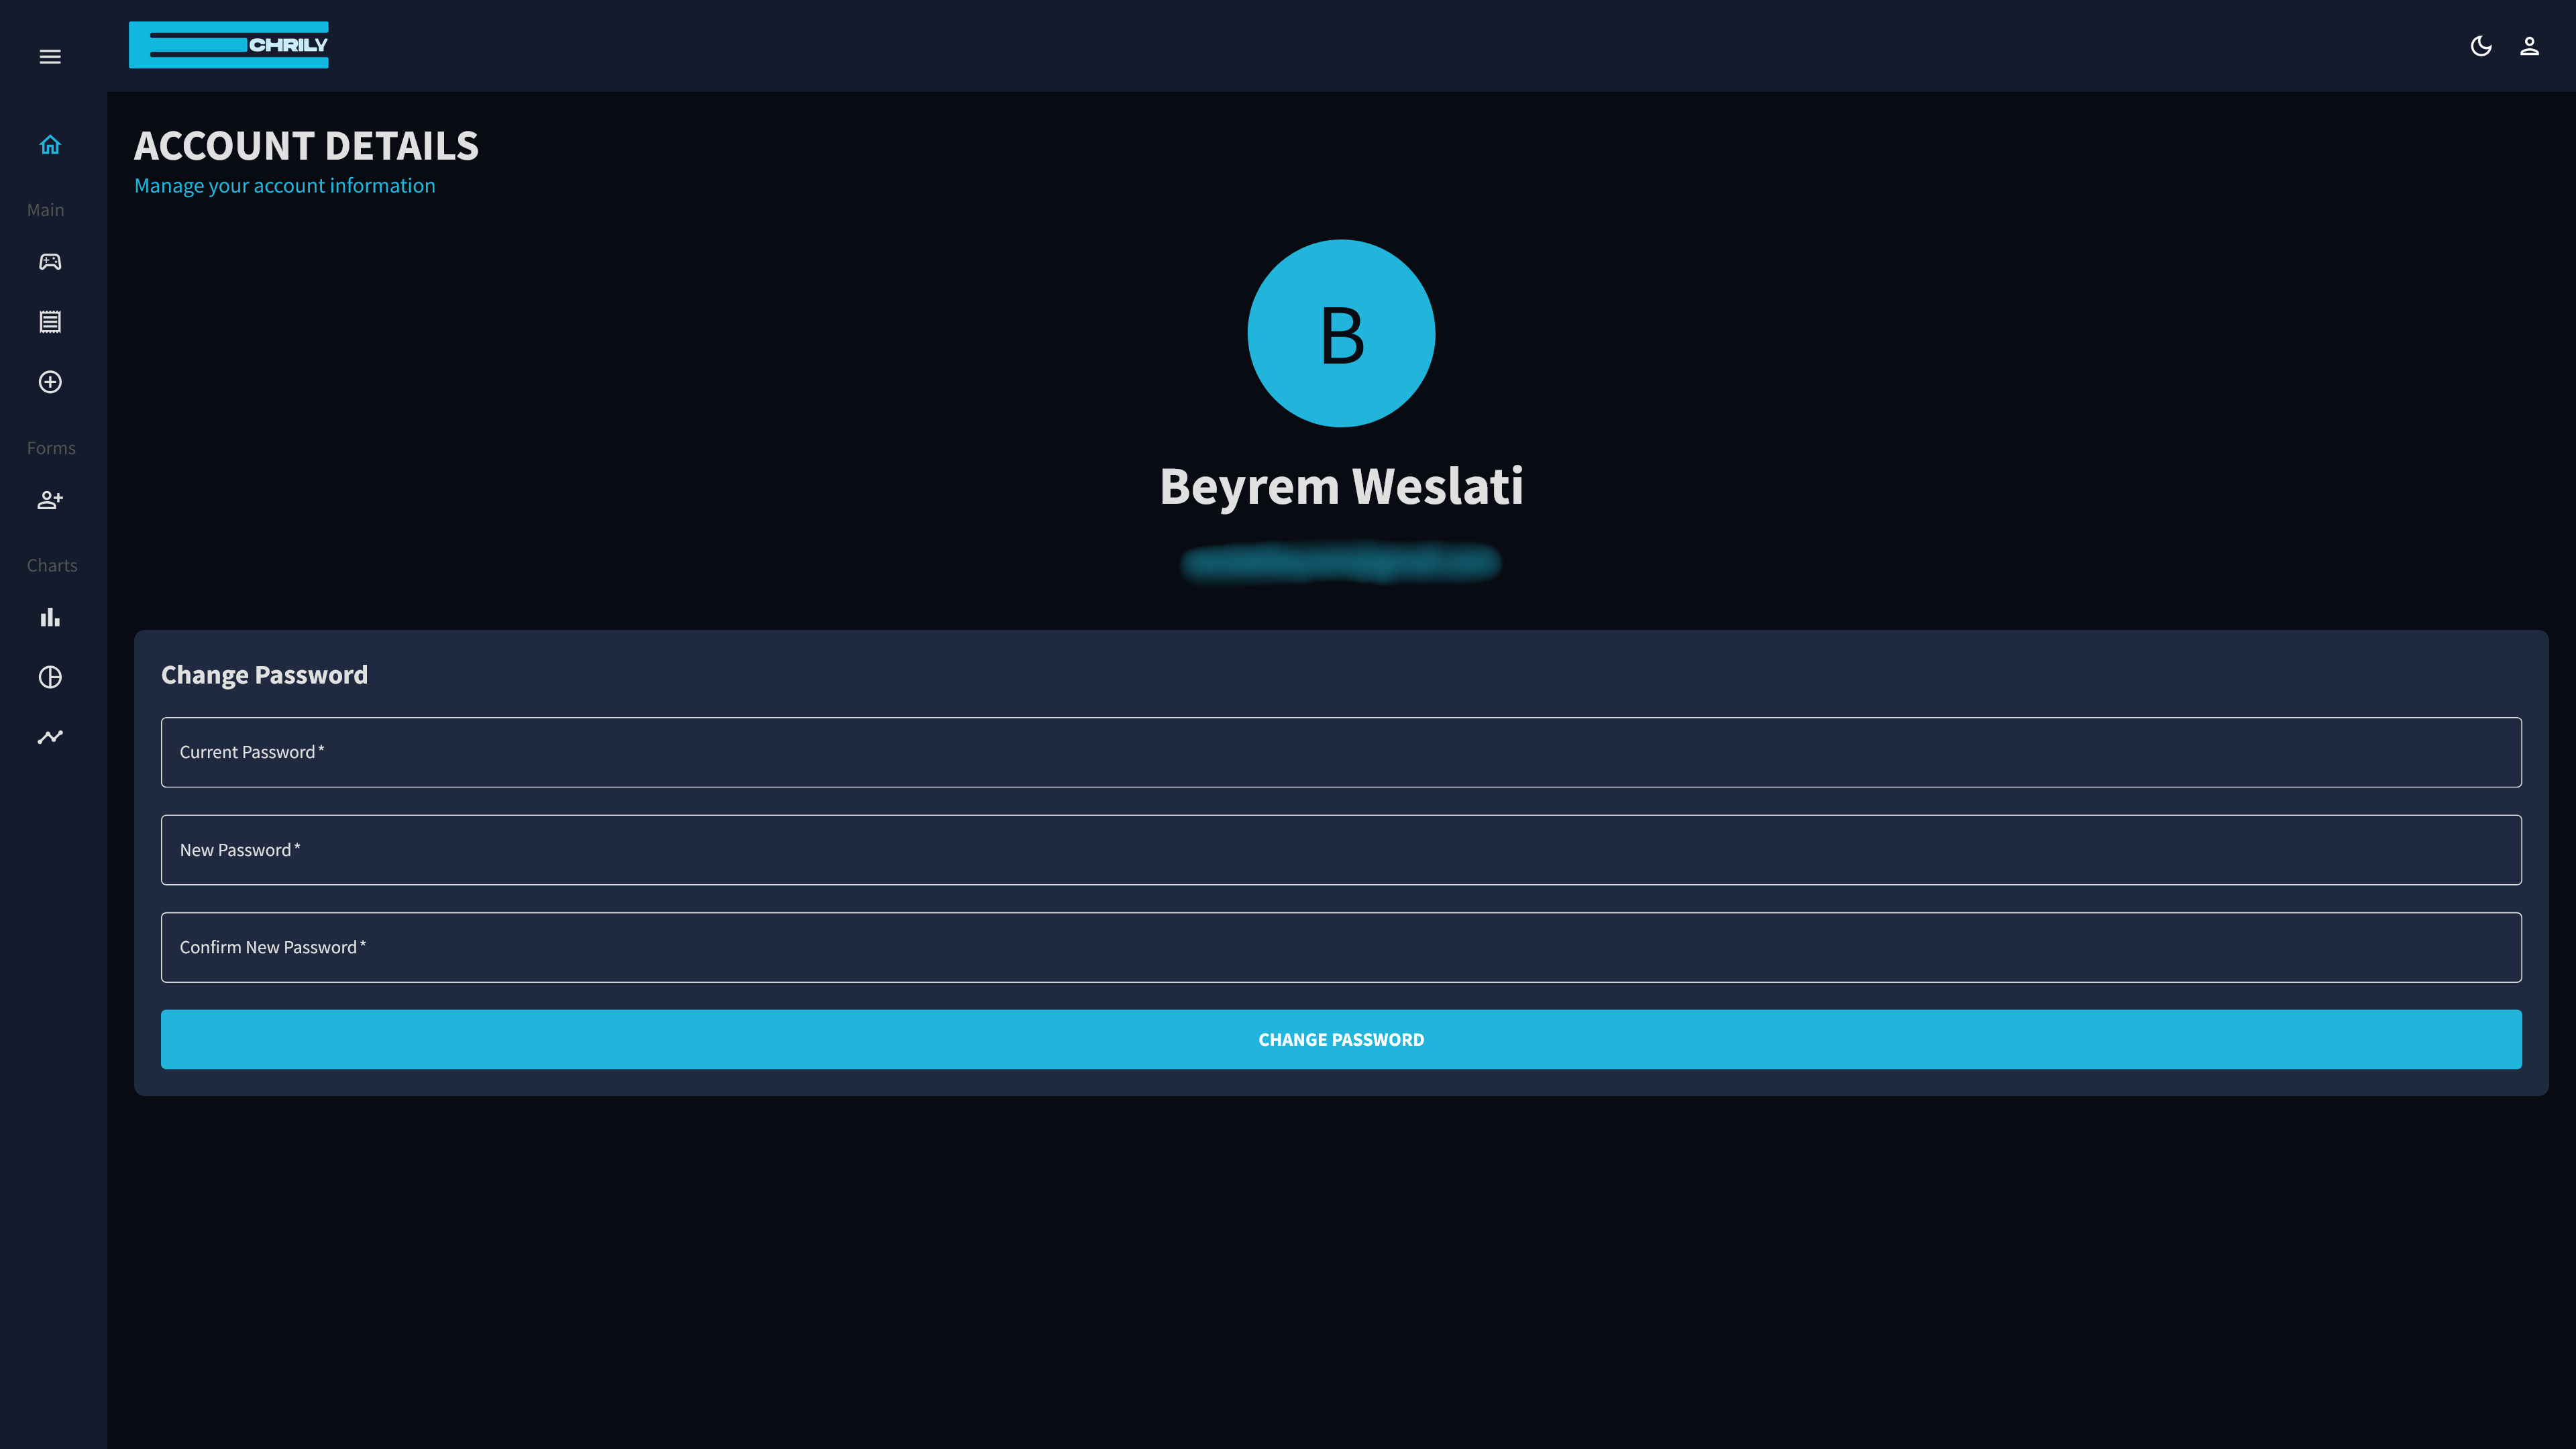 CHRILY
ACCOUNT DETAILS
Manage your account information
Main
Forms
Charts
B
Beyrem Weslati
Change Password
Current Password *
New Password *
Confirm New Password *
CHANGE PASSWORD